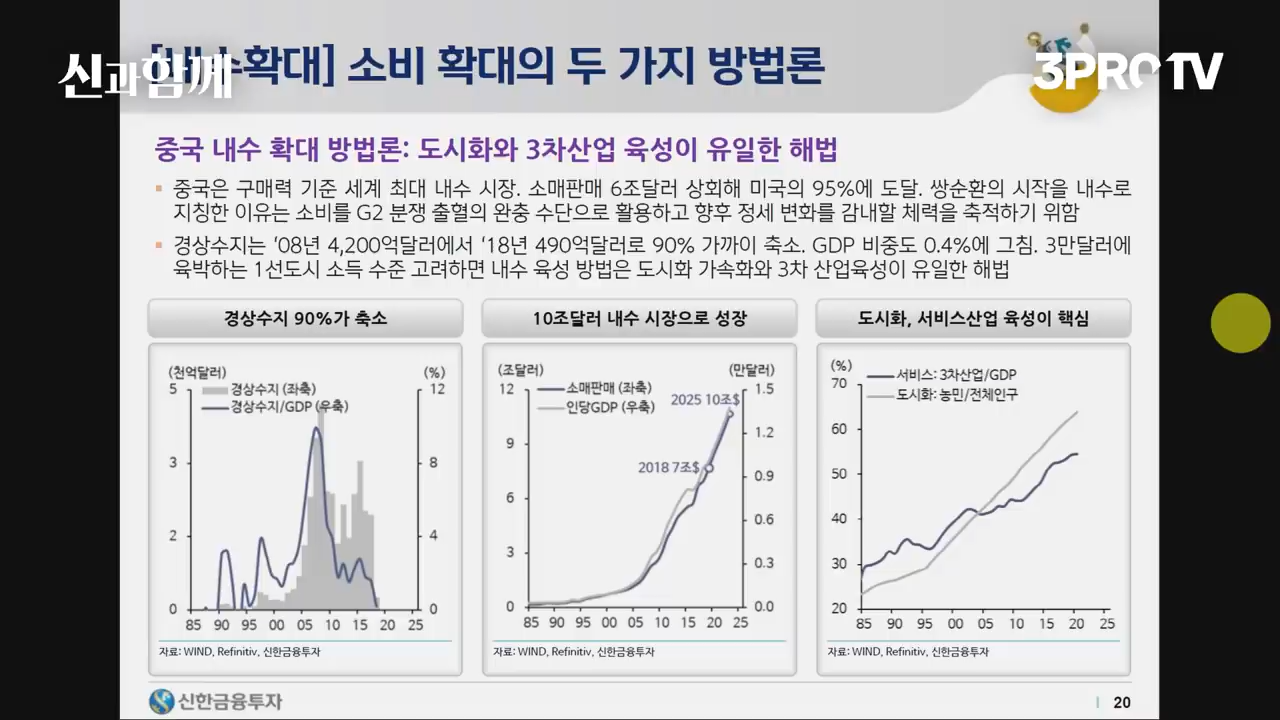 신과함께
[내수확대] 소비 확대의 두 가지 방법론
3PROTV
중국 내수 확대 방법론: 도시화와 3차산업 육성이 유일한 해법
▪ 중국은 구매력 기준 세계 최대 내수 시장. 소매판매 6조달러 상회해 미국의 95%에 도달. 쌍순환의 시작을 내수로
지칭한 이유는 소비를 G2 분쟁 출혈의 완충 수단으로 활용하고 향후 정세 변화를 감내할 체력을 축적하기 위함
▪ 경상수지는 '08년 4,200억달러에서 '18년 490억달러로 90% 가까이 축소. GDP 비중도 0.4%에 그침. 3만달러에
육박하는 1선도시 소득 수준 고려하면 내수 육성 방법은 도시화 가속화와 3차 산업육성이 유일한 해법
경상수지 90%가 축소
(천억달러)
(%)
경상수지 (좌축)
경상수지/GDP (우축)
5
3
2
0
12
8
4
0
85 90 95 00 05 10 15 20 25
자료: WIND, Refinitiv, 신한금융투자
10조달러 내수 시장으로 성장
(조달러)
(만달러)
소매판매 (좌축)
인당GDP (우축)
2025 10조$
2018 7조$
12
9
6
3
0
1.5
1.2
0.9
0.6
0.3
0.0
85 90 95 00 05 10 15 20 25
자료: WIND, Refinitiv, 신한금융투자
도시화, 서비스산업 육성이 핵심
(%)
서비스: 3차산업/GDP
도시화: 농민/전체인구
70
60
50
40
30
20
85 90 95 00 05 10 15 20 25
자료: WIND, Refinitiv, 신한금융투자
신한금융투자
20